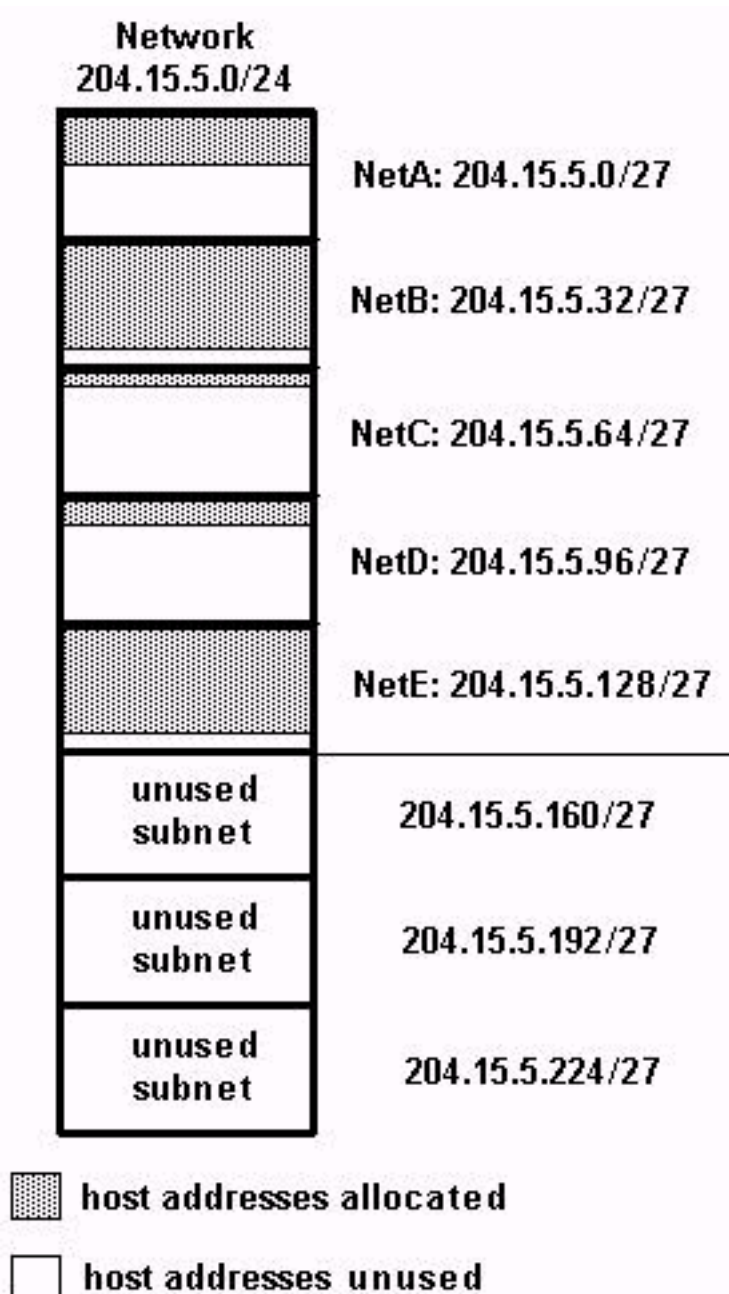 Network
204.15.5.0/24
NetA: 204.15.5.0/27
NetB: 204.15.5.32/27
NetC: 204.15.5.64/27
NetD: 204.15.5.96/27
NetE: 204.15.5.128/27
unused
subnet
204.15.5.160/27
unused
subnet
204.15.5.192/27
unused
subnet
204.15.5.224/27
host addresses allocated
host addresses unused